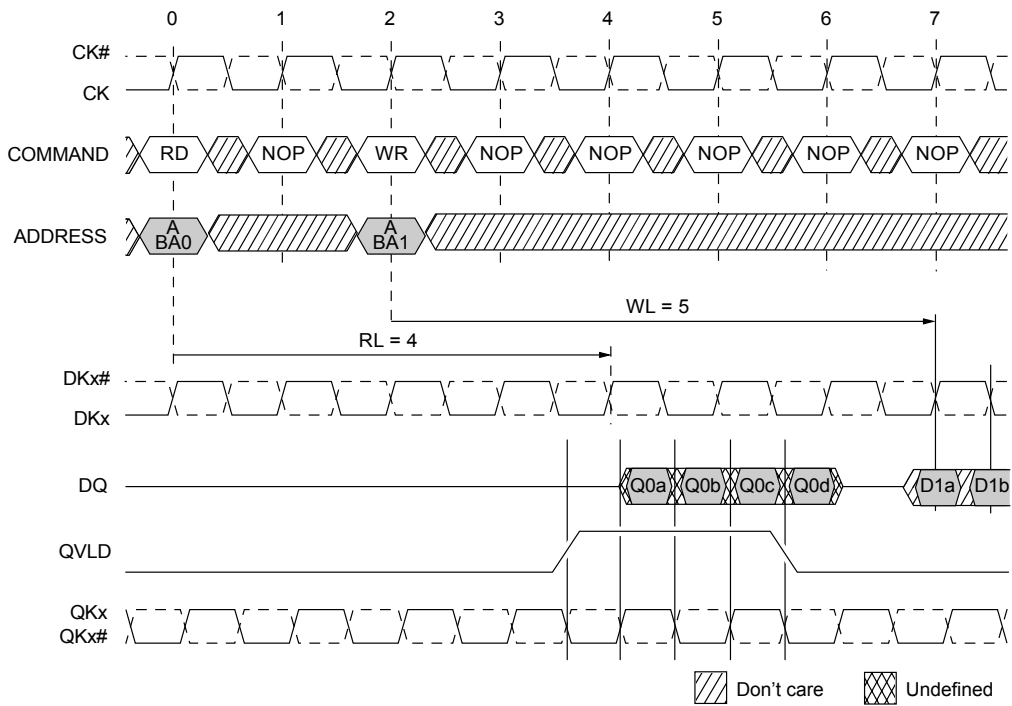 0 1 2 3 4 5 6 7
CK#
CK
COMMAND RD NOP WR NOP NOP NOP NOP NOP
ADDRESS A BA0 A BA1
WL = 5
RL = 4
DKx#
DKx
DQ Q0a Q0b Q0c Q0d D1a D1b
QVLD
QKx
QKx#
Don't care Undefined